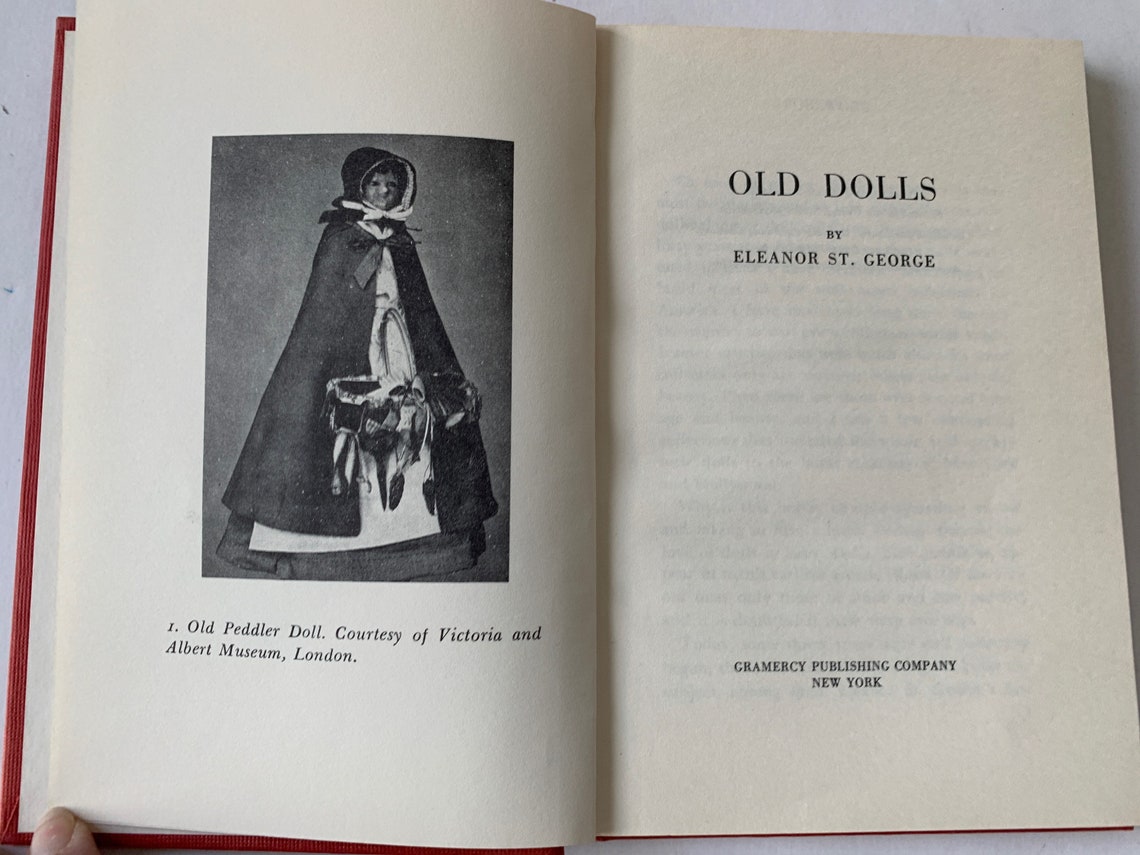 1. Old Peddler Doll. Courtesy of Victoria and
Albert Museum, London.
OLD DOLLS
BY
ELEANOR ST. GEORGE
GRAMERCY PUBLISHING COMPANY
NEW YORK